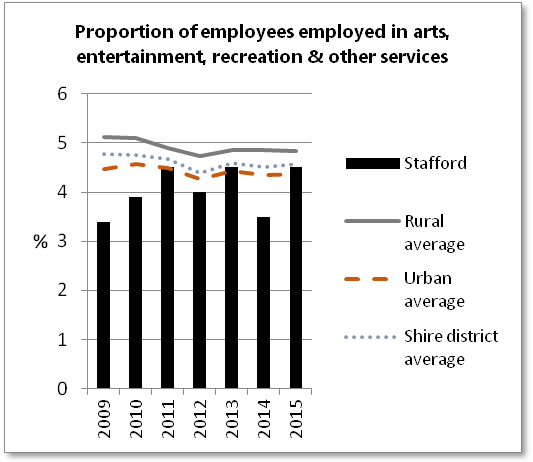 Proportion of employees employed in arts,
entertainment, recreation & other services
6
5
4
3
2
1
0
%
2009
2010
2011
2012
2013
2014
2015
Stafford
Rural
average
Urban
average
Shire district
average